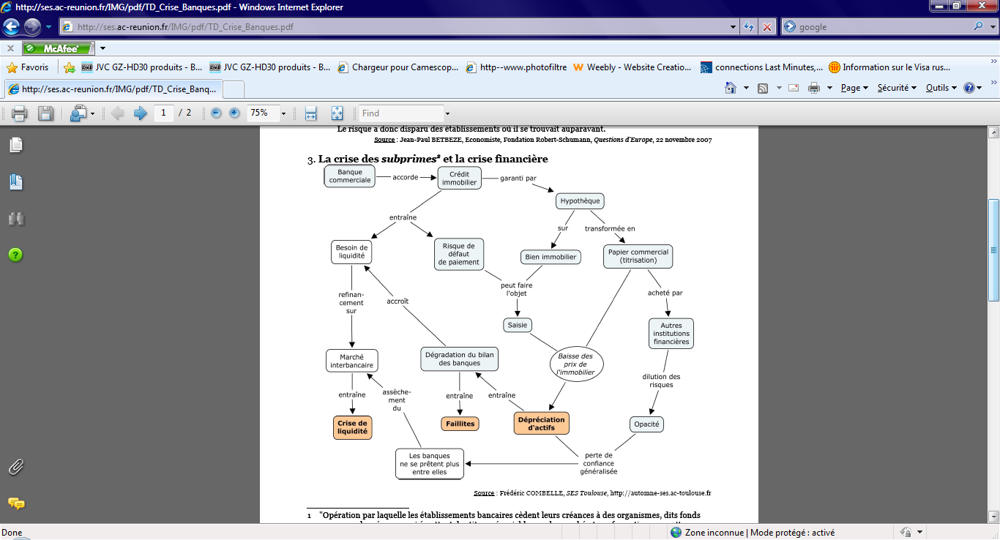 http://ses.ac-reunion.fr/IMG/pdf/TD_Crise_Banques.pdf - Windows Internet Explorer
http://ses.ac-reunion.fr/IMG/pdf/TD_Crise_Banques.pdf
google
McAfee
Favoris
JVC GZ-HD30 produits - B...
JVC GZ-HD30 produits - B...
Chargeur pour Camescop...
http--www.photofiltre
Weebly - Website Creatio...
connections Last Minutes,...
Information sur le Visa rus...
http://ses.ac-reunion.fr/IMG/pdf/TD_Crise_Banq...
Page
Sécurité
Outils
1 / 2
75%
Find
Le risque a donc disparu des établissements où il se trouvait auparavant.
Source : Jean-Paul BETBEZE, Economiste, Fondation Robert-Schumann, Questions d'Europe, 22 novembre 2007
3. La crise des subprimes² et la crise financière
Banque
commerciale
accorde
Crédit
immobilier
garanti par
Hypothèque
entraîne
sur
transformée en
Besoin de
liquidité
Risque de
défaut
de paiement
Bien immobilier
Papier commercial
(titrisation)
peut faire
l'objet
refinan-
cement
sur
accroît
acheté par
Saisie
Autres
institutions
financières
Marché
interbancaire
Dégradation du bilan
des banques
Baisse des
prix de
l'immobilier
dilution des
risques
entraîne
assèche-
ment
du
entraîne
entraîne
Crise de
liquidité
Faillites
Dépréciation
d'actifs
Opacité
Les banques
ne se prêtent plus
entre elles
perte de
confiance
généralisée
Source : Frédéric COMBELLE, SES Toulouse, http://automne-ses.ac-toulouse.fr
1 "Opération par laquelle les établissements bancaires cèdent leurs créances à des organismes, dits fonds
Done
Zone inconnue | Mode protégé : activé